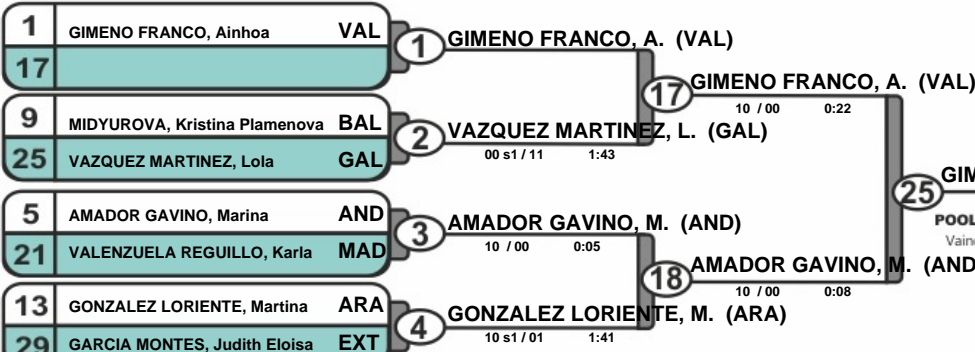 1 GIMENO FRANCO, Ainhoa VAL
17
1 GIMENO FRANCO, A. (VAL)
9 MIDYUROVA, Kristina Plamenova BAL
25 VAZQUEZ MARTINEZ, Lola GAL
2 VAZQUEZ MARTINEZ, L. (GAL)
00 s1 / 11 1:43
17 GIMENO FRANCO, A. (VAL)
10 / 00 0:22
5 AMADOR GAVINO, Marina AND
21 VALENZUELA REGUILLO, Karla MAD
3 AMADOR GAVINO, M. (AND)
10 / 00 0:05
13 GONZALEZ LORIENTE, Martina ARA
29 GARCIA MONTES, Judith Eloisa EXT
4 GONZALEZ LORIENTE, M. (ARA)
10 s1 / 01 1:41
18 AMADOR GAVINO, M. (AND
10 / 00 0:08
25 GIM
POOL